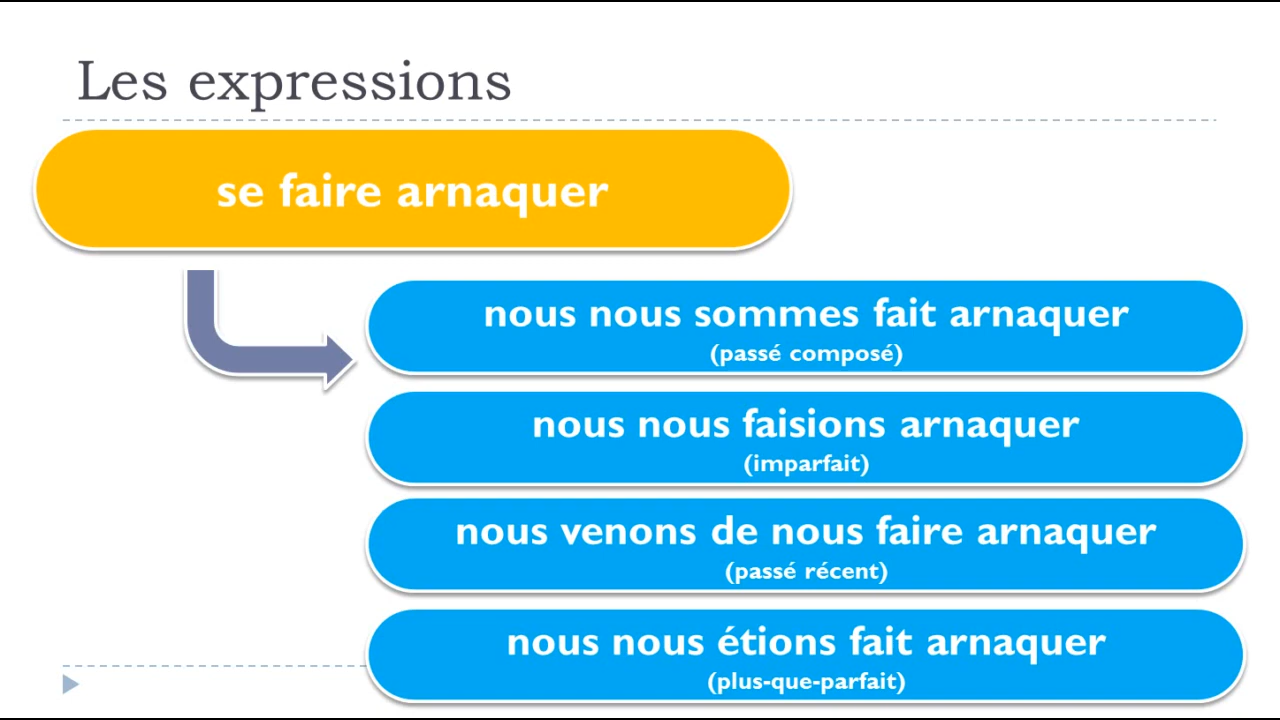 Les expressions
se faire arnaquer
nous nous sommes fait arnaquer
(passé composé)
nous nous faisions arnaquer
(imparfait)
nous venons de nous faire arnaquer
(passé récent)
nous nous étions fait arnaquer
(plus-que-parfait)